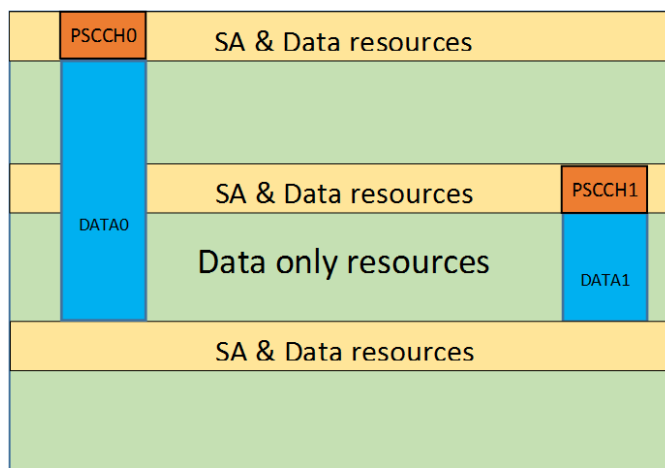 PSCCH0
SA & Data resources
SA & Data resources
PSCCH1
DATA0
Data only resources
DATA1
SA & Data resources